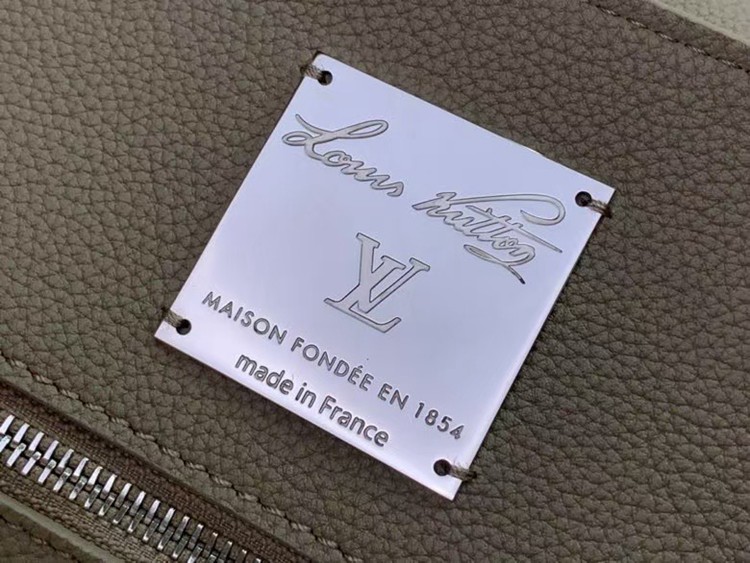 Louis Vuitton
LV
MAISON FONDÉE EN 1854
made in France